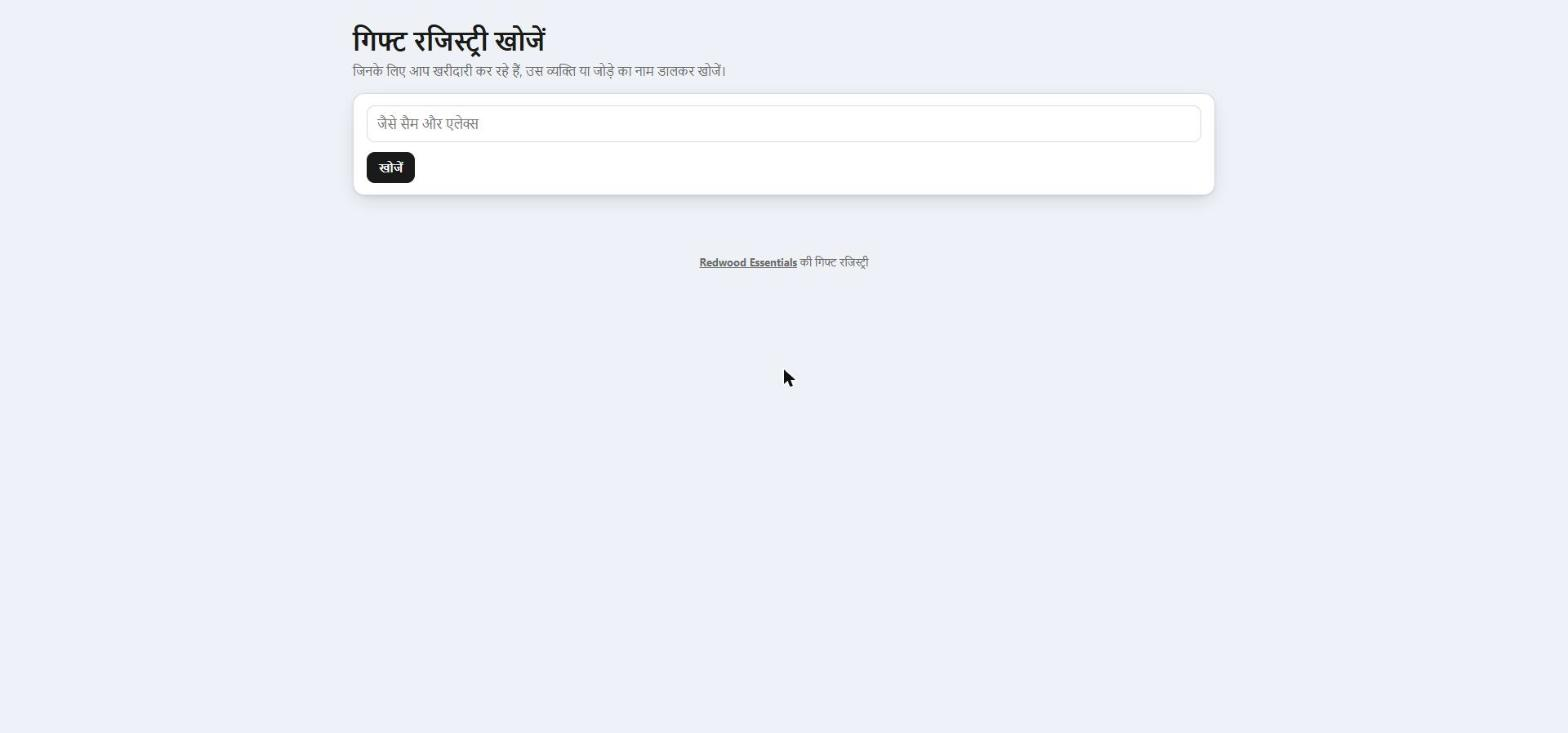 गिफ्ट रजिस्ट्री खोजें
जिनके लिए आप खरीदारी कर रहे हैं, उस व्यक्ति या जोड़े का नाम डालकर खोजें।
जैसे सैम और एलेक्स
खोजें
Redwood Essentials की गिफ्ट रजिस्ट्री